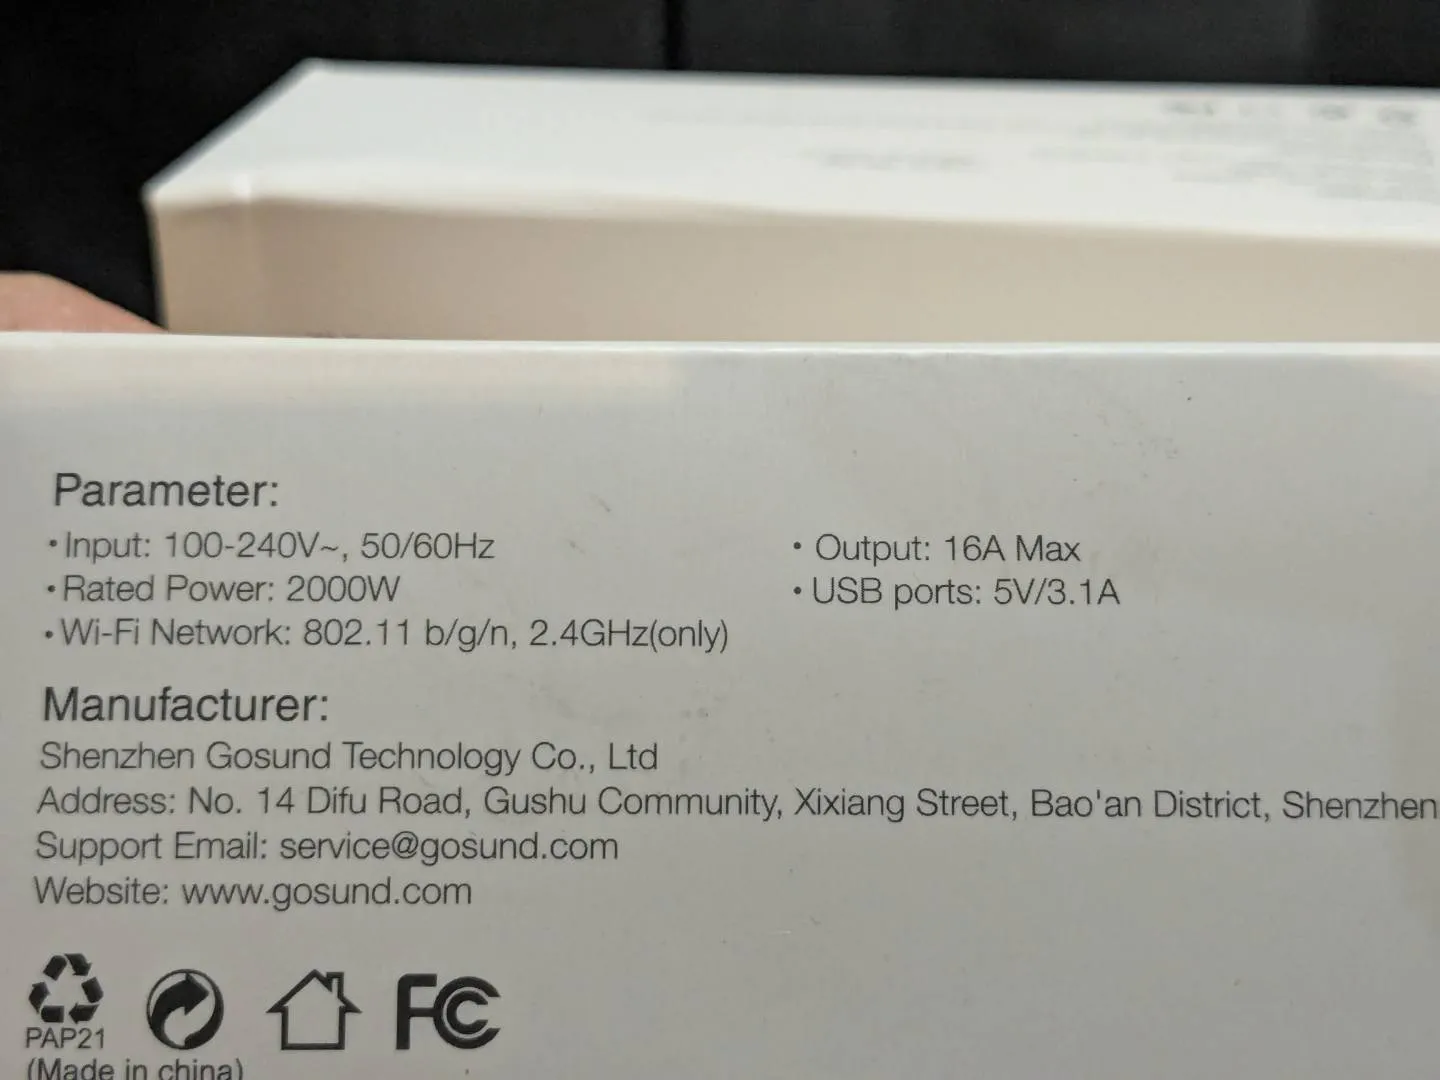 Parameter:
•Input: 100-240V~, 50/60Hz
• Output: 16A Max
•Rated Power: 2000W
• USB ports: 5V/3.1A
•Wi-Fi Network: 802.11 b/g/n, 2.4GHz(only)
Manufacturer:
Shenzhen Gosund Technology Co., Ltd
Address: No. 14 Difu Road, Gushu Community, Xixiang Street, Bao'an District, Shenzhen
Support Email: service@gosund.com
Website: www.gosund.com
FC
PAP21
(Made in china)